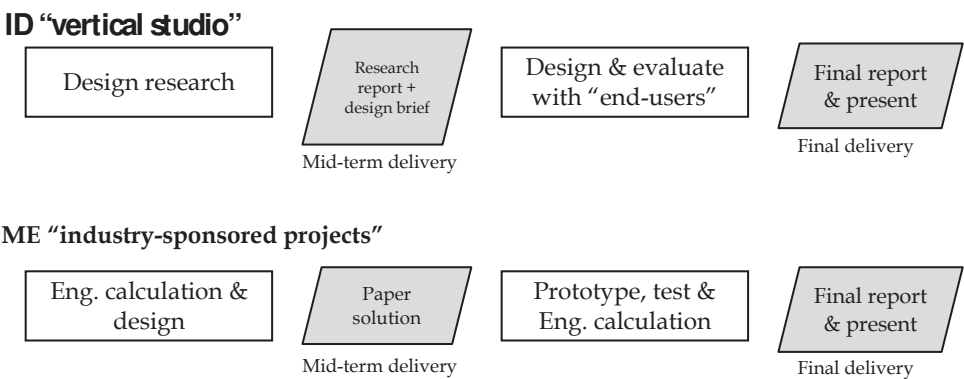 ID “vertical studio”
Design research
Research
report +
design brief
Mid-term delivery
Design & evaluate
with “end-users”
Final report
& present
Final delivery
ME “industry-sponsored projects”
Eng. calculation &
design
Paper
solution
Mid-term delivery
Prototype, test &
Eng. calculation
Final report
& present
Final delivery